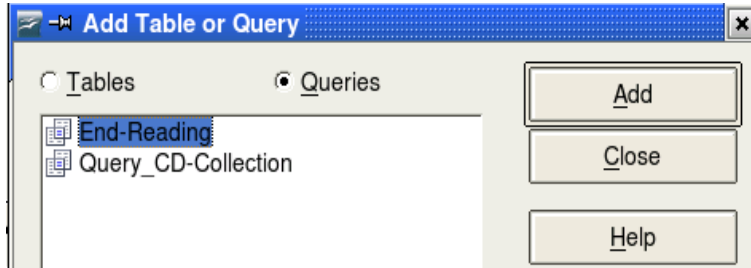 Add Table or Query
Tables Queries
Add
End-Reading
Query_CD-Collection
Close
Help